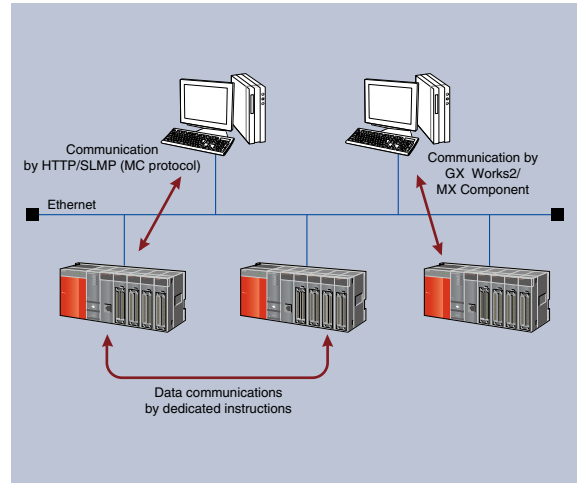 Communication
by HTTP/SLMP (MC protocol)
Communication by
GX Works2/
MX Component
Ethernet
Data communications
by dedicated instructions